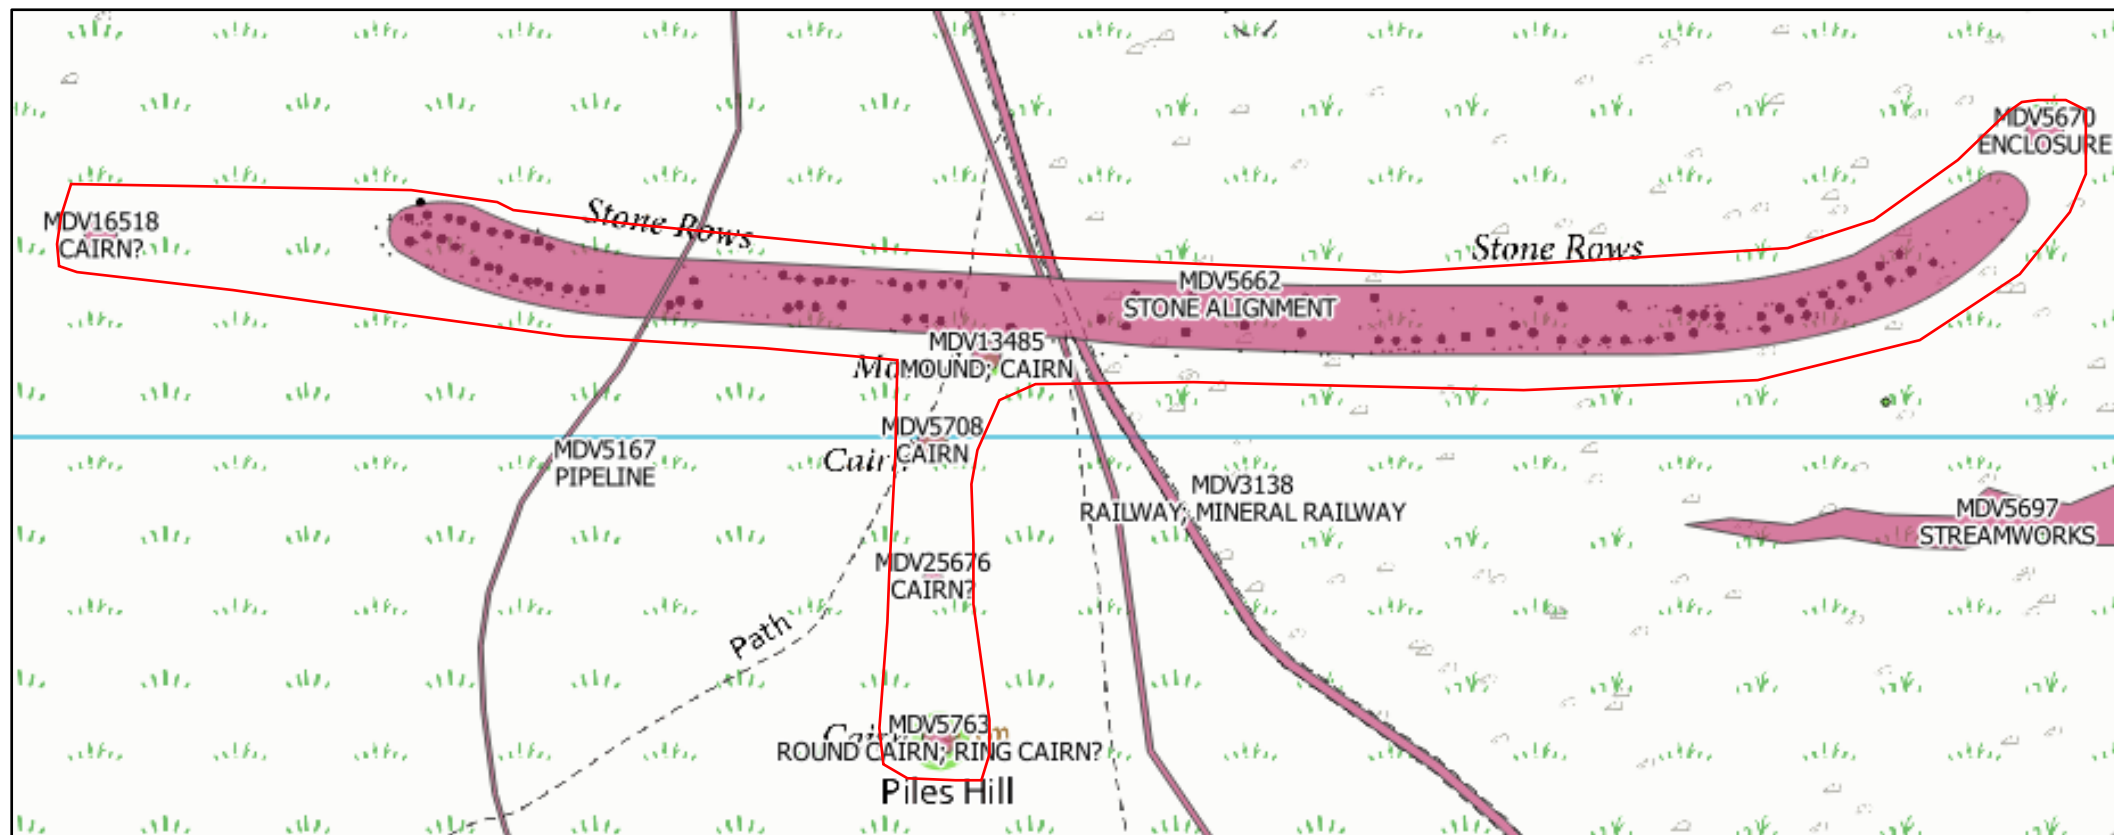 MDV5670
ENCLOSURE
MDV16518
CAIRN?
Stone Rows
Stone Rows
MDV5662
STONE ALIGNMENT
MDV13485
MOUND; CAIRN
MDV5708
CAIRN
Cairn
MDV5167
PIPELINE
MDV3138
RAILWAY; MINERAL RAILWAY
MDV5697
STREAMWORKS
MDV25676
CAIRN?
Path
MDV5763
ROUND CAIRN; RING CAIRN?
Piles Hill